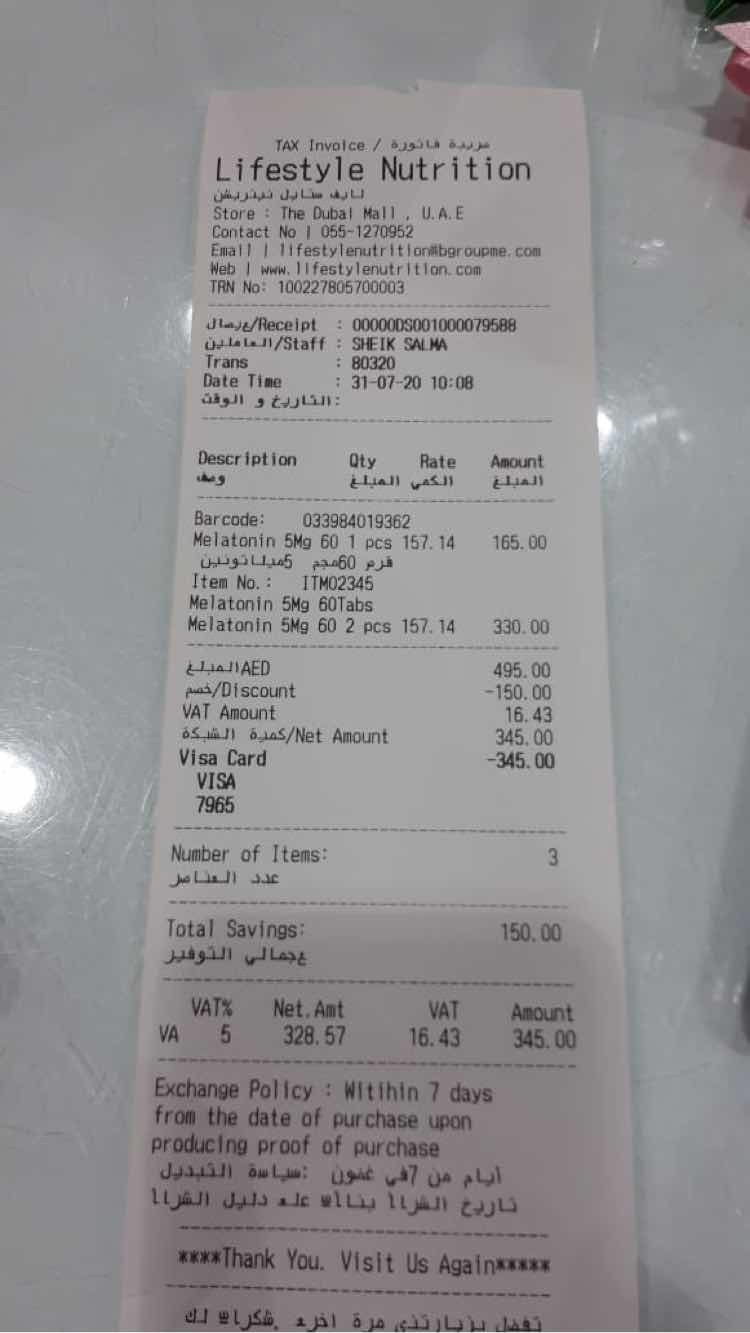 TAX Invoice / ضريبة فاتورة
Lifestyle Nutrition
لايف ستايل نيتريشن
Store : The Dubai Mall , U.A.E
Contact No | 055-1270952
Email | lifestylenutrition@bgroupme.com
Web | www.lifestylenutrition.com
TRN No: 100227805700003
/Receipt : 00000DS001000079588
العاملين/Staff : SHEIK SALMA
Trans : 80320
Date Time : 31-07-20 10:08
التاريخ و الوقت:
Description Qty Rate Amount
وصف المبلغ الكمي المبلغ
Barcode: 033984019362
Melatonin 5Mg 60 1 pcs 157.14 165.00
قرص 60مجم 5ميلاتونين
Item No.: ITM02345
Melatonin 5Mg 60Tabs
Melatonin 5Mg 60 2 pcs 157.14 330.00
المبلغAED 495.00
خصم/Discount -150.00
VAT Amount 16.43
كمية الشبكة/Net Amount 345.00
Visa Card -345.00
VISA
7965
Number of Items: 3
عدد العناصر
Total Savings: 150.00
إجمالي التوفير
VAT% Net.Amt VAT Amount
VA 5 328.57 16.43 345.00
Exchange Policy : Witihin 7 days
from the date of purchase upon
producing proof of purchase
أيام من 7في غضون :سياسة التبديل
تاريخ الشراا بناا علـ دليل الشراا
****Thank You. Visit Us Again*****
تفضل بزيارتنا مرة اخر شكرا لك